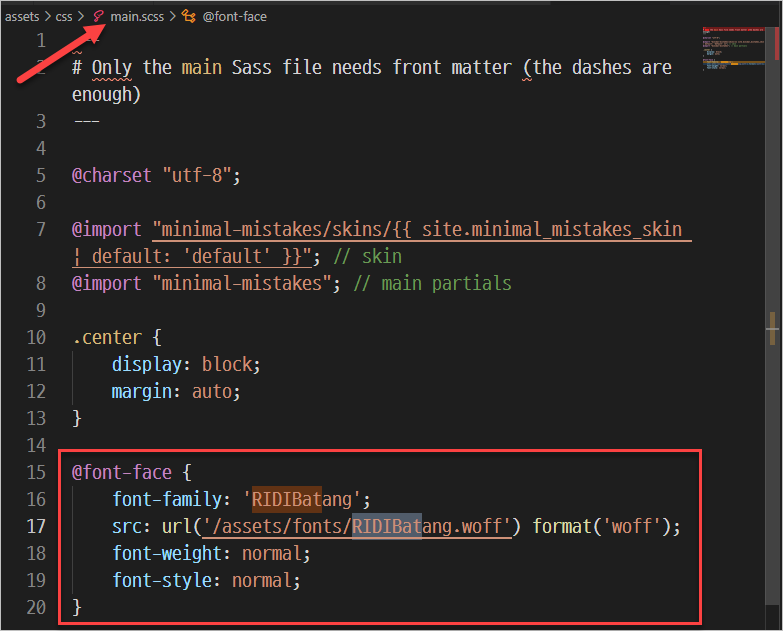 assets > css > main.scss > @font-face
1
2 # Only the main Sass file needs front matter (the dashes are
enough)
3 ---
4
5 @charset "utf-8";
6
7 @import "minimal-mistakes/skins/{{ site.minimal_mistakes_skin
| default: 'default' }}"; // skin
8 @import "minimal-mistakes"; // main partials
9
10 .center {
11 display: block;
12 margin: auto;
13 }
14
15 @font-face {
16 font-family: 'RIDIBatang';
17 src: url('/assets/fonts/RIDIBatang.woff') format('woff');
18 font-weight: normal;
19 font-style: normal;
20 }